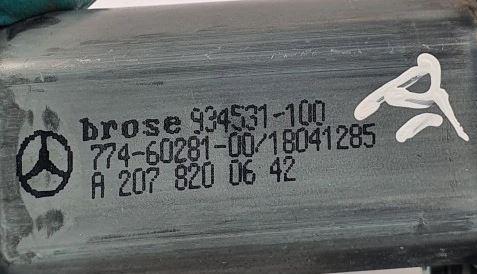 brose 934531-100
774-60281-00/18041285
A 207 820 06 42